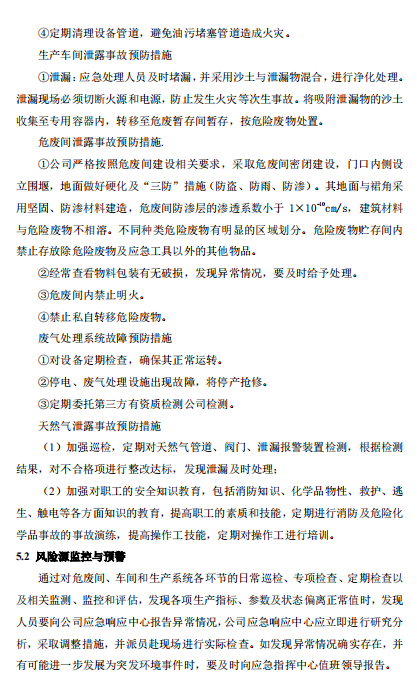 ④定期清理设备管道，避免油污堵塞管道造成火灾。
生产车间泄露事故预防措施
①泄漏：应急处理人员及时堵漏，并采用沙土与泄漏物混合，进行净化处理。
泄漏现场必须切断火源和电源，防止发生火灾等次生事故。将吸附泄漏物的沙土
收集至专用容器内，转移至危废暂存间暂存，按危险废物处置。
危废间泄露事故预防措施.
①公司严格按照危废间建设相关要求，采取危废间密闭建设，门口内侧设
立围堰，地面做好硬化及“三防”措施（防盗、防雨、防渗）。其地面与裙角采
用坚固、防渗材料建造，危废间防渗层的渗透系数小于 1×10⁻¹⁰cm/s，建筑材料
与危险废物不相溶。不同种类危险废物有明显的区域划分。危险废物贮存间内
禁止存放除危险废物及应急工具以外的其他物品。
②经常查看物料包装有无破损，发现异常情况，要及时给予处理。
③危废间内禁止明火。
④禁止私自转移危险废物。
废气处理系统故障预防措施
①对设备定期检查，确保其正常运转。
②停电、废气处理设施出现故障，将停产抢修。
③定期委托第三方有资质检测公司检测。
天然气泄露事故预防措施
（1）加强巡检，定期对天然气管道、阀门、泄漏报警装置检测，根据检测
结果，对不合格项进行整改达标，发现泄漏及时处理；
（2）加强对职工的安全知识教育，包括消防知识、化学品物性、救护、逃
生、触电等各方面知识的教育，提高职工的素质和技能，定期进行消防及危险化
学品事故的事故演练，提高操作工技能，定期对操作工进行培训。
5.2 风险源监控与预警
通过对危废间、车间和生产系统各环节的日常巡检、专项检查、定期检查以
及相关监测、监控和评估，发现各项生产指标、参数及状态偏离正常值时，发现
人员要向公司应急响应中心报告异常情况，公司应急响应中心应立即进行研究分
析，采取调整措施，并派员赴现场进行实际检查。如发现异常情况确实存在，并
有可能进一步发展为突发环境事件时，要及时向应急指挥中心值班领导报告。